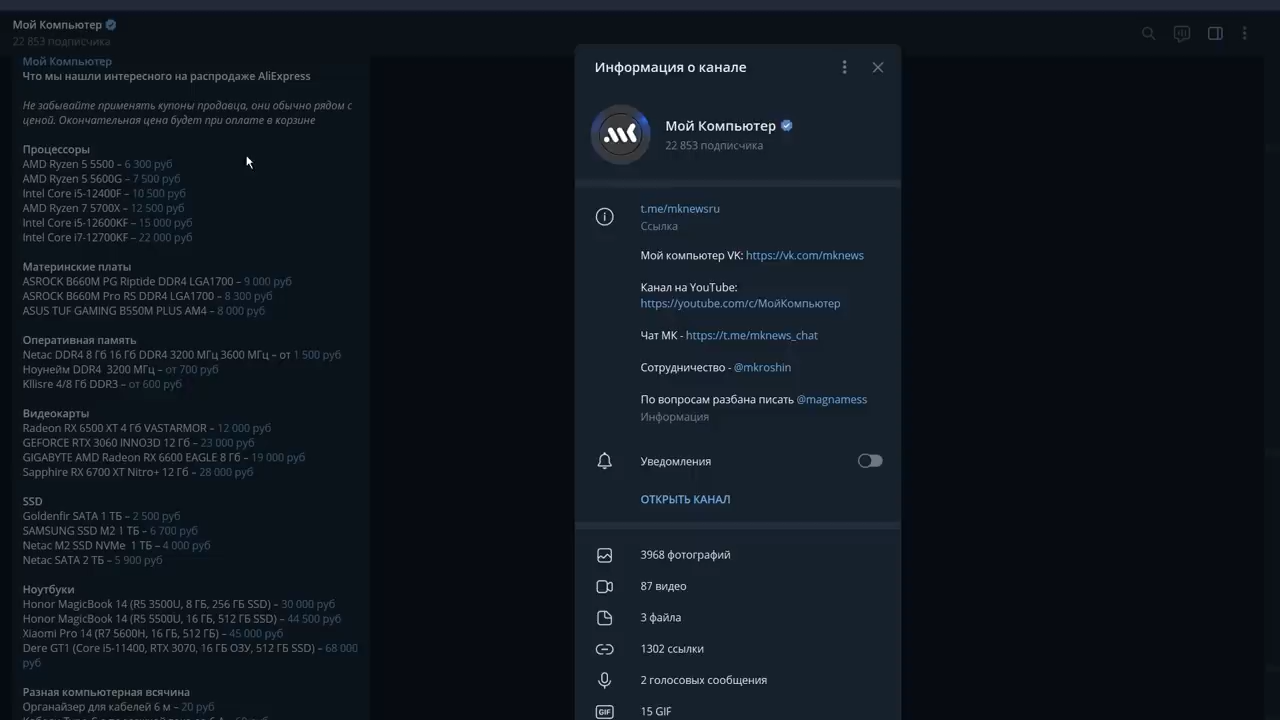 Мой Компьютер
22 853 подписчика
Мой Компьютер
Что мы нашли интересного на распродаже AliExpress
Не забывайте применять купоны продавца, они обычно рядом с
ценой. Окончательная цена будет при оплате в корзине
Процессоры
AMD Ryzen 5 5500 – 6 300 руб
AMD Ryzen 5 5600G – 7 500 руб
Intel Core i5-12400F – 10 500 руб
AMD Ryzen 7 5700X – 12 500 руб
Intel Core i5-12600KF – 15 000 руб
Intel Core i7-12700KF – 22 000 руб
Материнские платы
ASROCK B660M PG Riptide DDR4 LGA1700 – 9 000 руб
ASROCK B660M Pro RS DDR4 LGA1700 – 8 300 руб
ASUS TUF GAMING B550M PLUS AM4 – 8 000 руб
Оперативная память
Netac DDR4 8 Гб 16 Гб DDR4 3200 МГц 3600 МГц – от 1 500 руб
Ноунейм DDR4 3200 МГц – от 700 руб
Kllisre 4/8 Гб DDR3 – от 600 руб
Видеокарты
Radeon RX 6500 XT 4 Гб VASTARMOR – 12 000 руб
GEFORCE RTX 3060 INNO3D 12 Гб – 23 000 руб
GIGABYTE AMD Radeon RX 6600 EAGLE 8 Гб – 19 000 руб
Sapphire RX 6700 XT Nitro+ 12 Гб – 28 000 руб
SSD
Goldenfir SATA 1 ТБ – 2 500 руб
SAMSUNG SSD M2 1 ТБ – 6 700 руб
Netac M2 SSD NVMe 1 ТБ – 4 000 руб
Netac SATA 2 ТБ – 5 900 руб
Ноутбуки
Honor MagicBook 14 (R5 3500U, 8 ГБ, 256 ГБ SSD) – 30 000 руб
Honor MagicBook 14 (R5 5500U, 16 ГБ, 512 ГБ SSD) – 44 500 руб
Xiaomi Pro 14 (R7 5600H, 16 ГБ, 512 ГБ) – 45 000 руб
Dere GT1 (Core i5-11400, RTX 3070, 16 ГБ ОЗУ, 512 ГБ SSD) – 68 000
руб
Разная компьютерная всячина
Органайзер для кабелей 6 м – 20 руб
Информация о канале
Мой Компьютер
22 853 подписчика
t.me/mknewsru
Ссылка
Мой компьютер VK: https://vk.com/mknews
Канал на YouTube:
https://youtube.com/c/МойКомпьютер
Чат МК - https://t.me/mknews_chat
Сотрудничество - @mkroshin
По вопросам разбана писать @magnamess
Информация
Уведомления
ОТКРЫТЬ КАНАЛ
3968 фотографий
87 видео
3 файла
1302 ссылки
2 голосовых сообщения
GIF 15 GIF